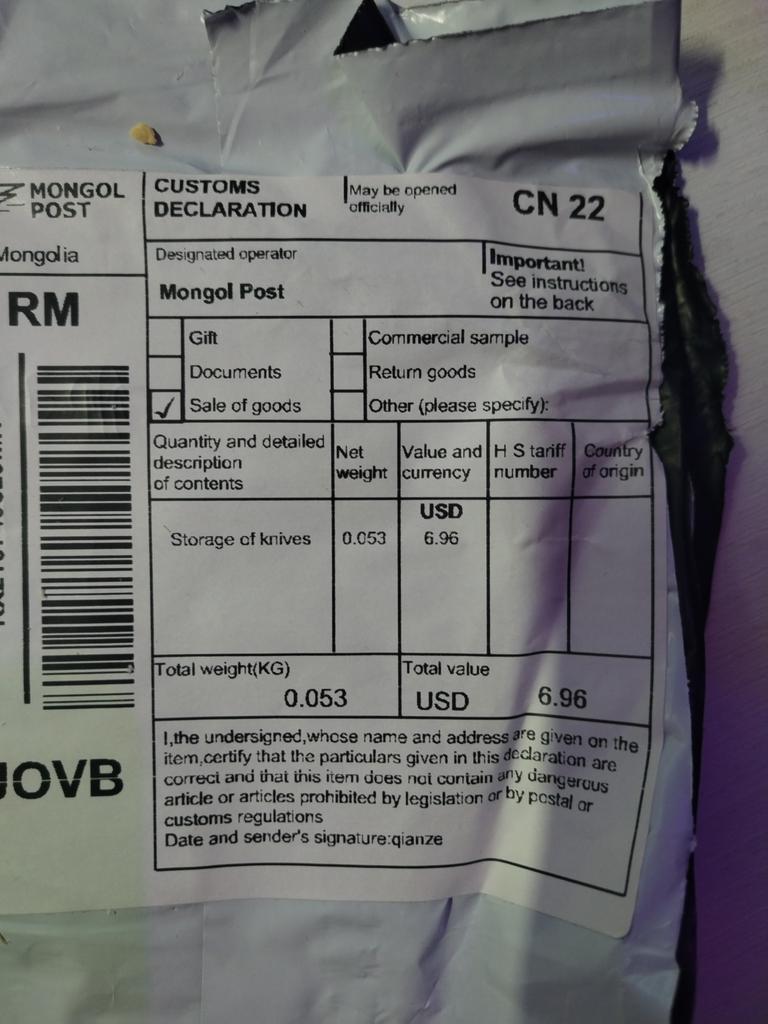 MONGOL
POST
Mongolia
RM
JOVB
CUSTOMS
DECLARATION
May be opened
officially
CN 22
Designated operator
Mongol Post
Important!
See instructions
on the back
Gift
Commercial sample
Documents
Return goods
✓ Sale of goods
Other (please specify):
Quantity and detailed
description
of contents
Net
weight
Value and
currency
H S tariff
number
Country
of origin
USD
Storage of knives 0.053 6.96
Total weight(KG)
0.053
Total value
USD 6.96
I,the undersigned,whose name and address are given on the
item,certify that the particulars given in this declaration are
correct and that this item does not contain any dangerous
article or articles prohibited by legislation or by postal or
customs regulations
Date and sender's signature:qianze